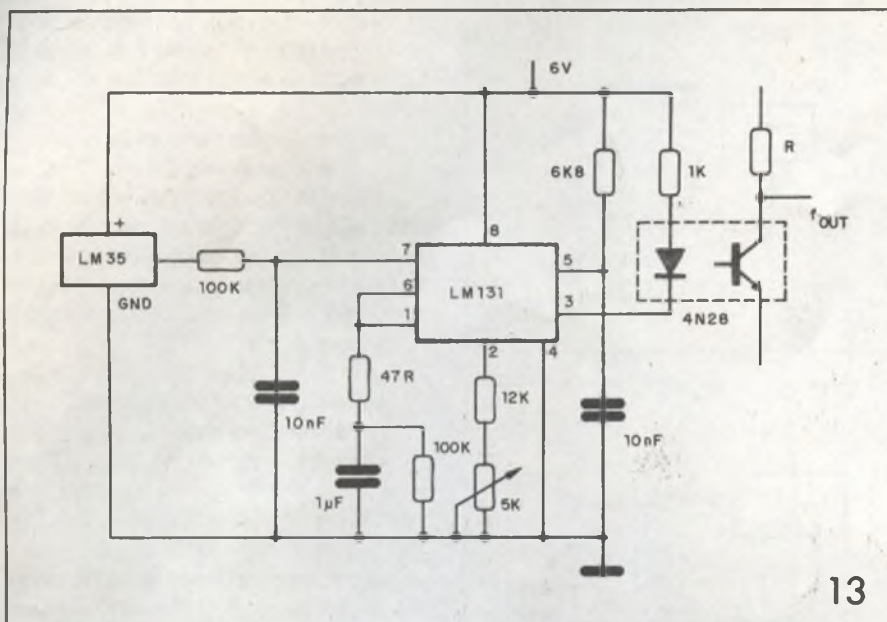 6V
R
6K8
1K
fOUT
+
LM35
100K
GND
8
7
6
1
LM131
5
3
2
4
4N28
47R
12K
10nF
100K
10nF
1µF
5K
13